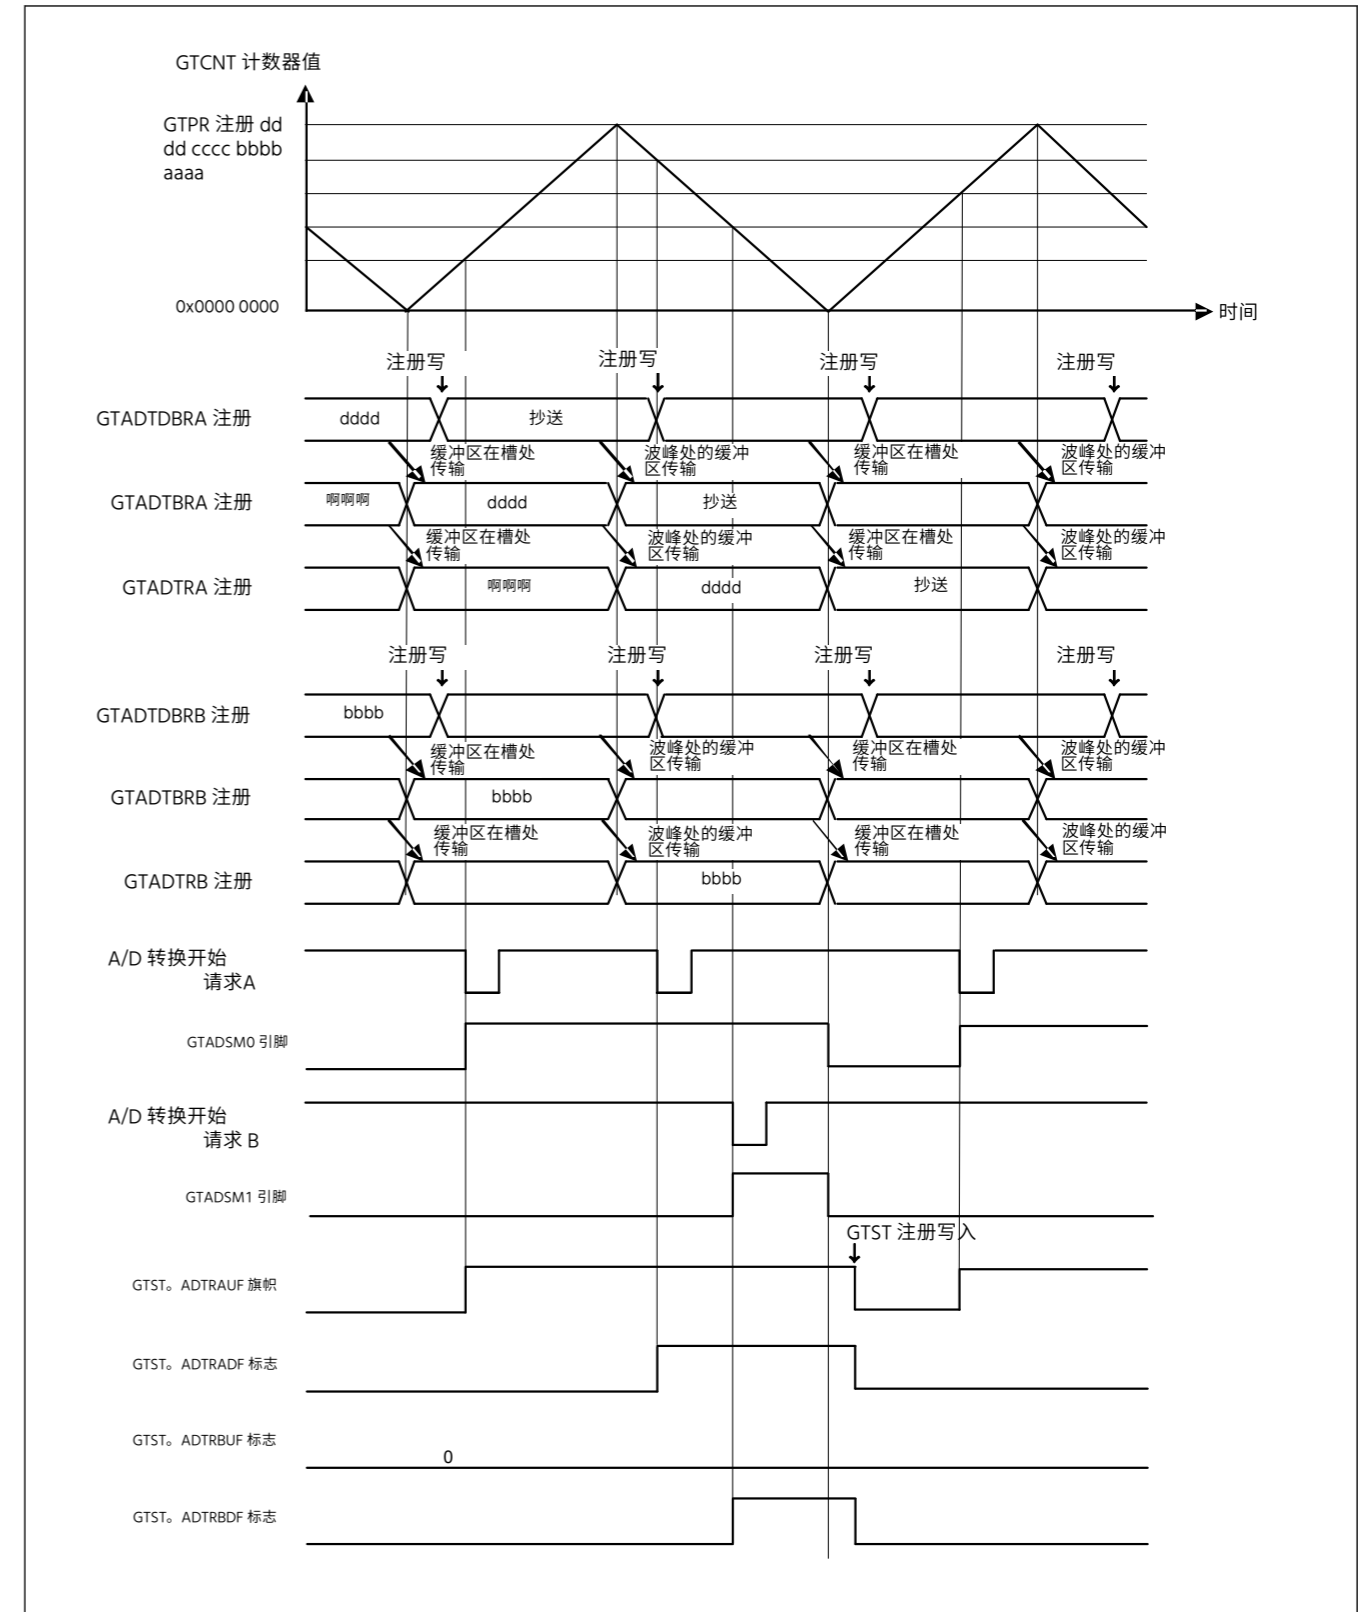 GTCNT 计数器值
GTPR 注册 dd
dd cccc bbbb
aaaa
0x0000 0000
时间
注册写
注册写
注册写
注册写
GTADTDBRA 注册
dddd
抄送
缓冲区在槽处
传输
波峰处的缓冲
区传输
缓冲区在槽处
传输
波峰处的缓冲
区传输
GTADTBRA 注册
啊啊啊
dddd
抄送
缓冲区在槽处
传输
波峰处的缓冲
区传输
缓冲区在槽处
传输
波峰处的缓冲
区传输
GTADTRA 注册
啊啊啊
dddd
抄送
注册写
注册写
注册写
注册写
GTADTDBRB 注册
bbbb
缓冲区在槽处
传输
波峰处的缓冲
区传输
缓冲区在槽处
传输
波峰处的缓冲
区传输
GTADTBRB 注册
bbbb
缓冲区在槽处
传输
波峰处的缓冲
区传输
缓冲区在槽处
传输
波峰处的缓冲
区传输
GTADTRB 注册
bbbb
A/D 转换开始
请求A
GTADSM0 引脚
A/D 转换开始
请求 B
GTADSM1 引脚
GTST 注册写入
GTST。ADTRAUF 旗帜
GTST。ADTRADF 标志
GTST。ADTRBUF 标志
0
GTST。ADTRBDF 标志